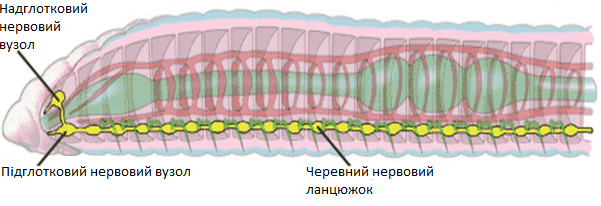 Надглотковий
нервовий
вузол
Підглотковий нервовий вузол
Черевний нервовий
ланцюжок